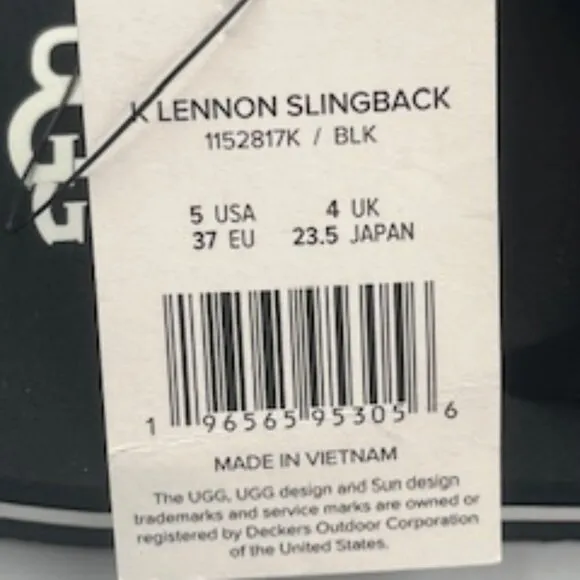 K LENNON SLINGBACK
1152817K / BLK
5 USA 4 UK
37 EU 23.5 JAPAN
1 96565 95305 6
MADE IN VIETNAM
The UGG, UGG design and Sun design
trademarks and service marks are owned or
registered by Deckers Outdoor Corporation
of the United States.